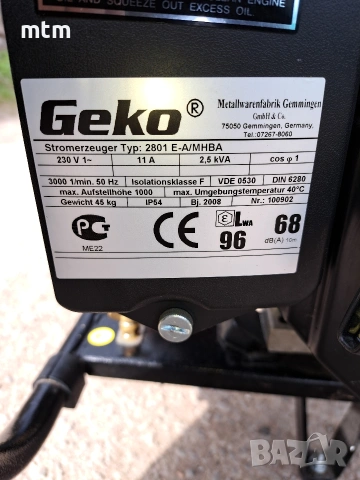 mtm
OIL AND SQUEEZE OUT EXCESS OIL.
Geko®
Metallwarenfabrik Gemmingen
GmbH & Co.
75050 Gemmingen, Germany,
Tel.: 07267-8060
Stromerzeuger Typ: 2801 E-A/MHBA
230 V 1~ 11 A 2,5 kVA cos φ 1
3000 1/min. 50 Hz Isolationsklasse F VDE 0530 DIN 6280
max. Aufstelhöhe 1000 max. Umgebungstemperatur 40°C
Gewicht 45 kg IP54 Bj. 2008 Nr.: 100902
PCT
ME22
CE
LWA
96
68
dB(A) 10m
BAZAR